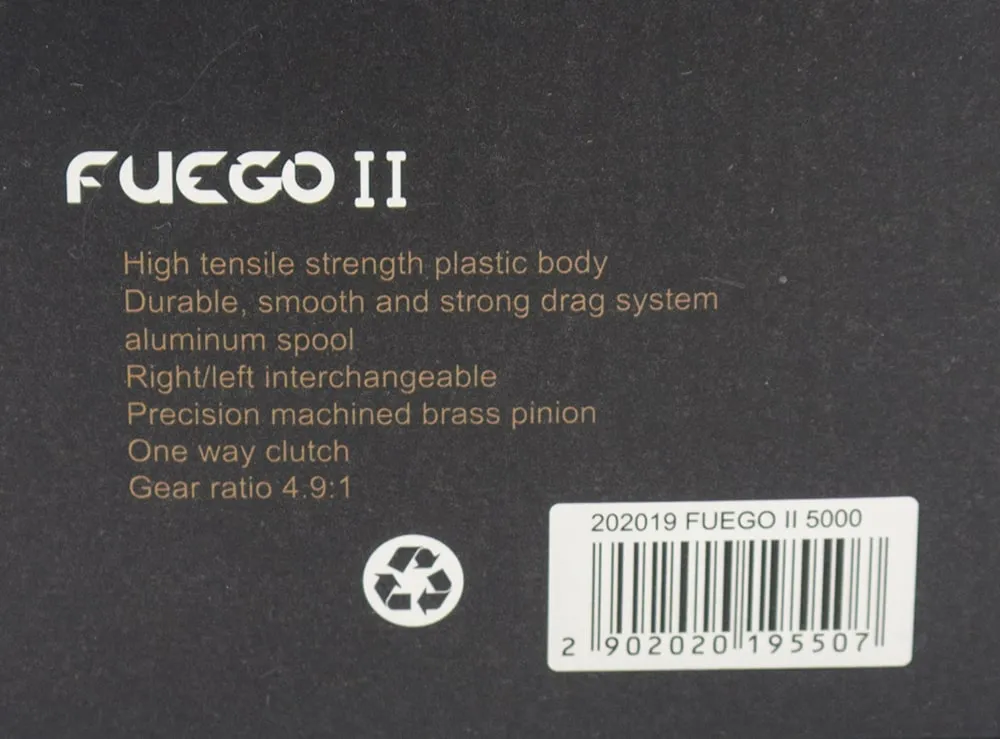 FUEGO II
High tensile strength plastic body
Durable, smooth and strong drag system
aluminum spool
Right/left interchangeable
Precision machined brass pinion
One way clutch
Gear ratio 4.9:1
202019 FUEGO II 5000
2 902020 195507